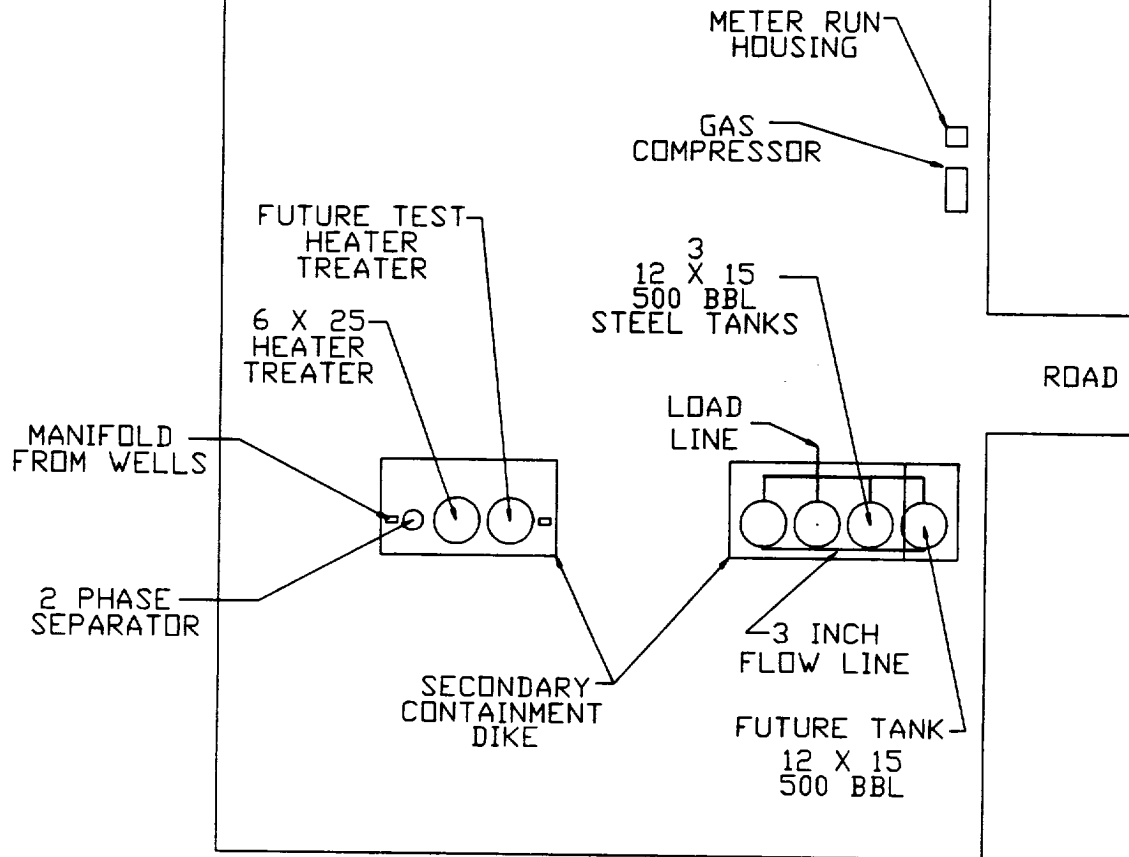 METER RUN
HOUSING
GAS
COMPRESSOR
FUTURE TEST
HEATER
TREATER
3
12 X 15
500 BBL
STEEL TANKS
6 X 25
HEATER
TREATER
ROAD
LOAD
LINE
MANIFOLD
FROM WELLS
2 PHASE
SEPARATOR
3 INCH
FLOW LINE
SECONDARY
CONTAINMENT
DIKE
FUTURE TANK
12 X 15
500 BBL